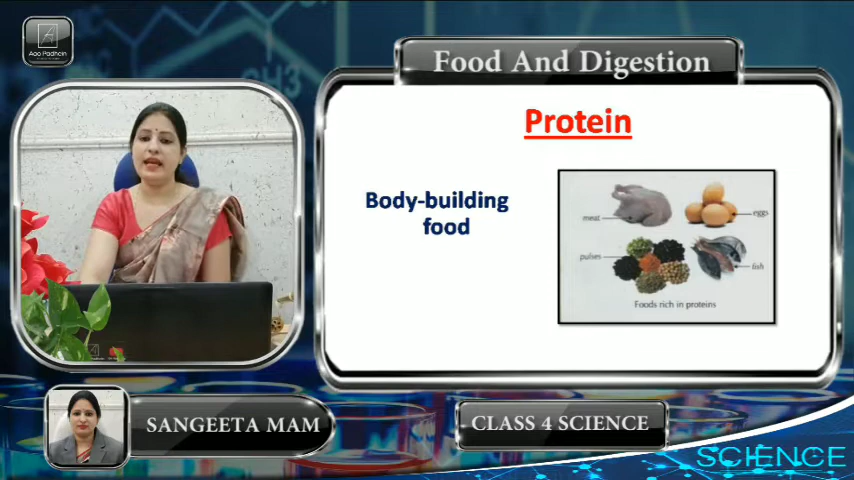 Aao Padhein
CH3
Food And Digestion
Protein
Body-building
food
meat
eggs
pulses
fish
Foods rich in proteins
SANGEETA MAM
CLASS 4 SCIENCE
SCIENCE